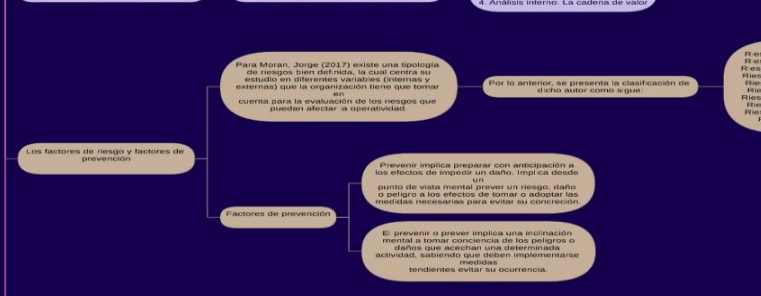 4. Análisis interno. La cadena de valor
Para Moran, Jorge (2017) existe una tipología
de riesgos bien definida, la cual centra su
estudio en diferentes variables (internas y
externas) que la organización tiene que tomar
en
cuenta para la evaluación de los riesgos que
puedan afectar la operatividad.
Por lo anterior, se presenta la clasificación de
dicho autor como sigue:
Los factores de riesgo y factores de
prevención
Prevenir implica preparar con anticipación a
los efectos de impedir un daño. Implica desde
un
punto de vista mental prever un riesgo, daño
o peligro a los efectos de tomar o adoptar las
medidas necesarias para evitar su concreción.
Factores de prevención
El prevenir o prever implica una inclinación
mental a tomar conciencia de los peligros o
daños que acechan una determinada
actividad, sabiendo que deben implementarse
medidas
tendientes evitar su ocurrencia.